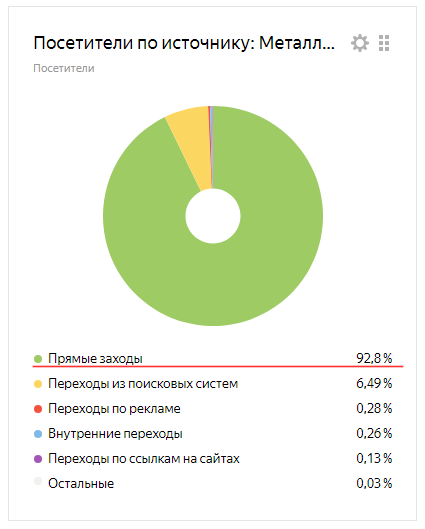 Посетители по источнику: Металл...
Посетители
Прямые заходы 92,8 %
Переходы из поисковых систем 6,49 %
Переходы по рекламе 0,28 %
Внутренние переходы 0,26 %
Переходы по ссылкам на сайтах 0,13 %
Остальные 0,03 %